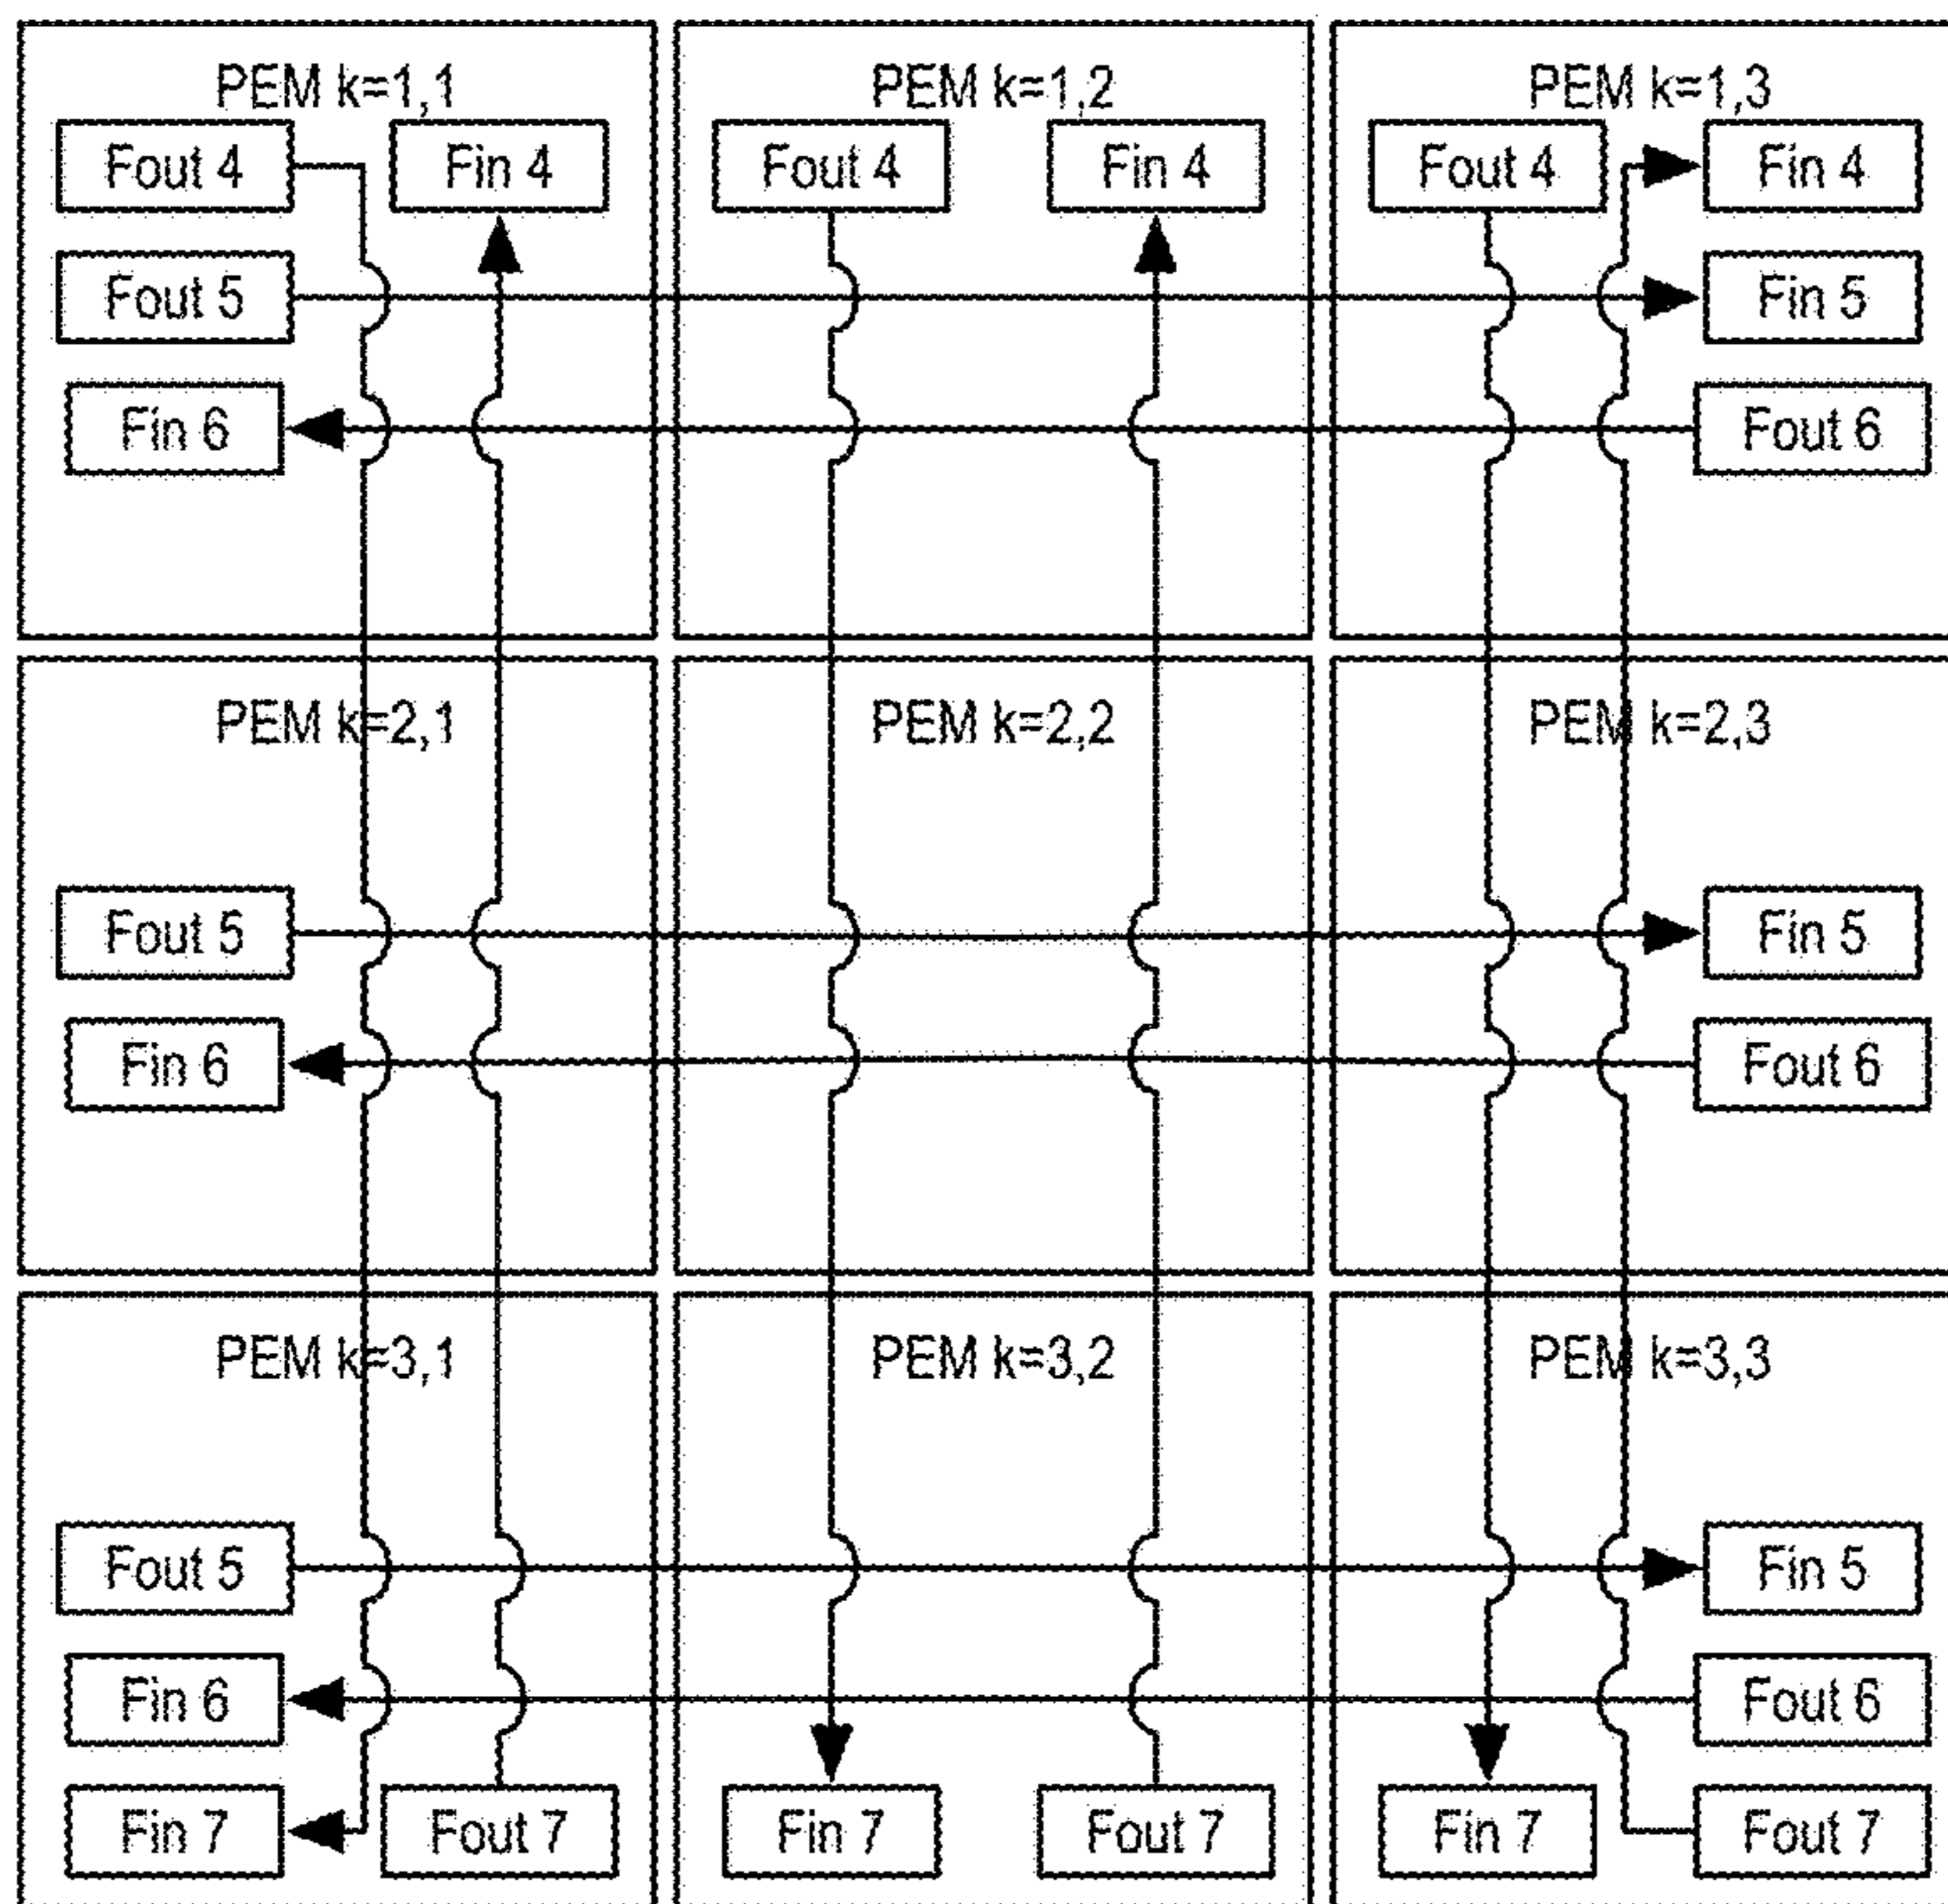 PEM k=1,1
Fout 4
Fin 4
Fout 5
Fin 6
PEM k=1,2
Fout 4
Fin 4
PEM k=1,3
Fout 4
Fin 4
Fin 5
Fout 6
PEM k=2,1
Fout 5
Fin 6
PEM k=2,2
PEM k=2,3
Fin 5
Fout 6
PEM k=3,1
Fout 5
Fin 6
Fin 7
Fout 7
PEM k=3,2
Fin 7
Fout 7
PEM k=3,3
Fin 5
Fout 6
Fin 7
Fout 7